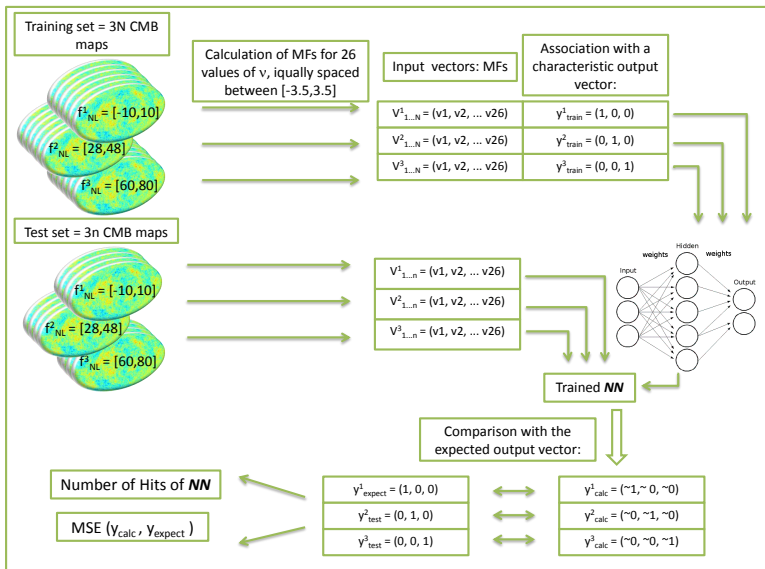 Training set = 3N CMB
maps
Calculation of MFs for 26
values of ν, iqually spaced
between [-3.5,3.5]
Input vectors: MFs
Association with a
characteristic output
vector:
f¹NL = [-10,10]
f²NL = [28,48]
f³NL = [60,80]
V¹1...N = (v1, v2, ... v26)
y¹train = (1, 0, 0)
V²1...N = (v1, v2, ... v26)
y²train = (0, 1, 0)
V³1...N = (v1, v2, ... v26)
y³train = (0, 0, 1)
Test set = 3n CMB maps
f¹NL = [-10,10]
f²NL = [28,48]
f³NL = [60,80]
V¹1...n = (v1, v2, ... v26)
V²1...n = (v1, v2, ... v26)
V³1...n = (v1, v2, ... v26)
Hidden
weights
weights
Input
Output
Trained NN
Comparison with the
expected output vector:
Number of Hits of NN
MSE (ycalc , yexpect )
y¹expect = (1, 0, 0)
y¹calc = (~1,~ 0, ~0)
y²test = (0, 1, 0)
y²calc = (~0, ~1, ~0)
y³test = (0, 0, 1)
y³calc = (~0, ~0, ~1)